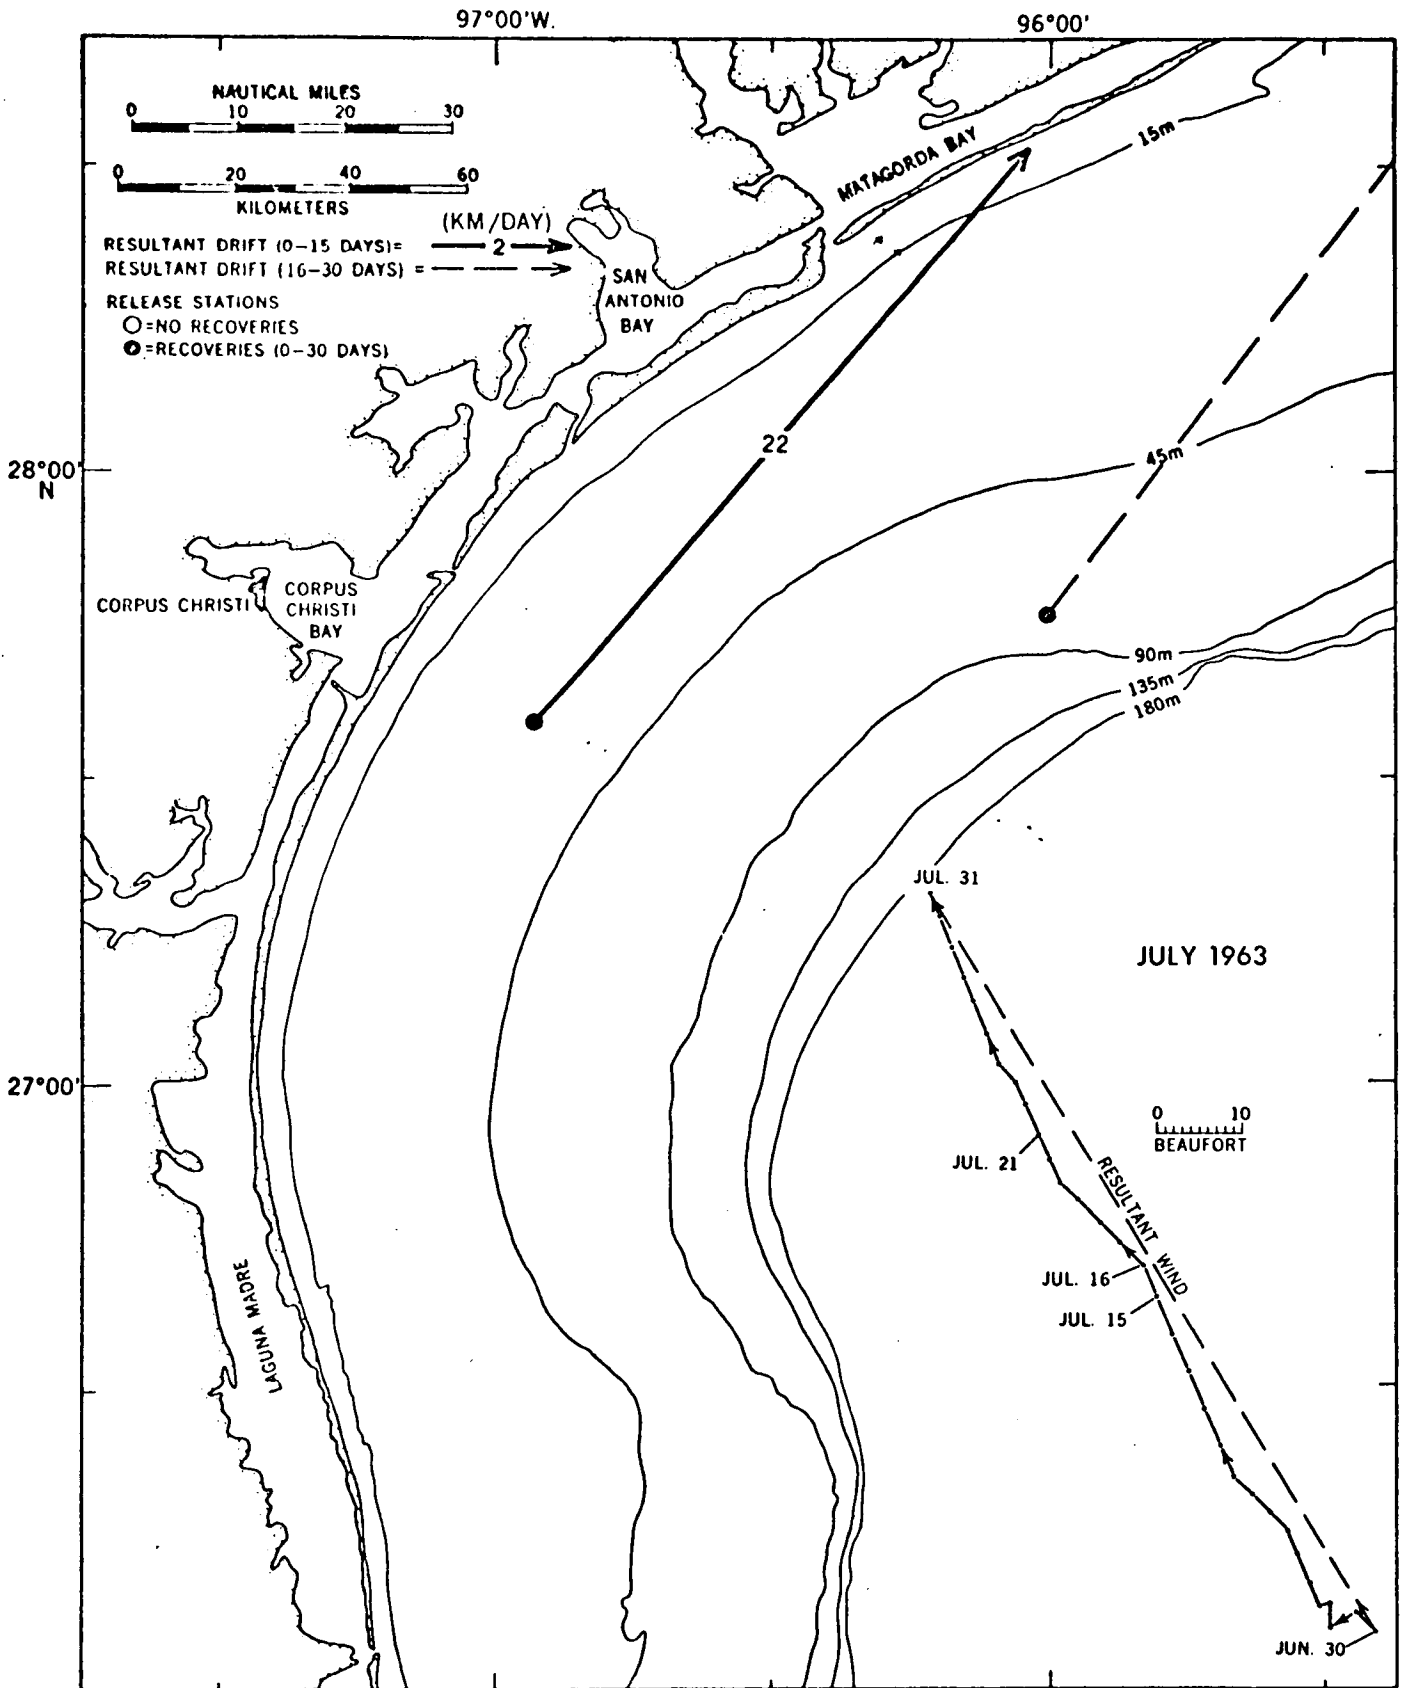 97°00'W.
96°00'
NAUTICAL MILES
0 10 20 30
0 20 40 60
KILOMETERS
(KM/DAY)
RESULTANT DRIFT (0-15 DAYS)= 2
RESULTANT DRIFT (16-30 DAYS) =
RELEASE STATIONS
=NO RECOVERIES
=RECOVERIES (0-30 DAYS)
MATAGORDA BAY
15m
SAN
ANTONIO
BAY
22
45m
28°00'
N
CORPUS CHRISTI
CORPUS
CHRISTI
BAY
90m
135m
180m
JUL. 31
JULY 1963
27°00'
0 10
BEAUFORT
JUL. 21
RESULTANT WIND
JUL. 16
JUL. 15
LAGUNA MADRE
JUN. 30